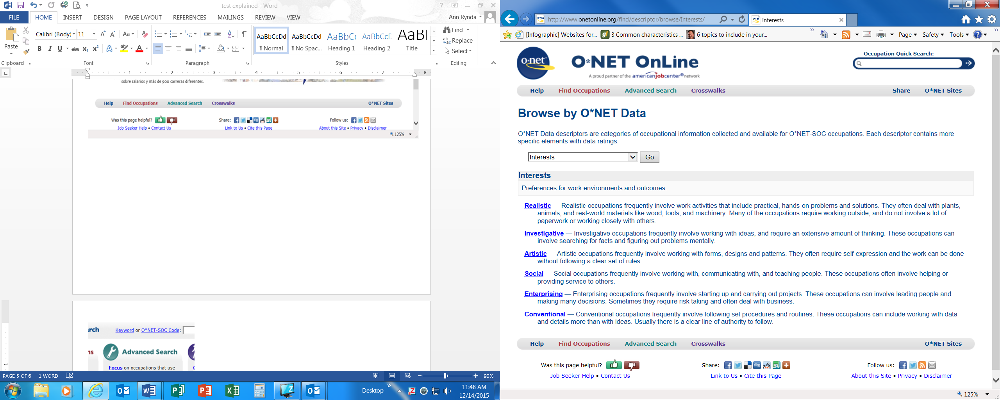 test explained - Word
FILE HOME INSERT DESIGN PAGE LAYOUT REFERENCES MAILINGS REVIEW VIEW
Ann Rynda
Paste
Calibri (Body) 11
AaBbCcDd AaBbCcDd AaBbCc AaBbCcD AaBl
¶ Normal ¶ No Spac... Heading 1 Heading 2 Title
Find
Replace
Select
Clipboard Font Paragraph Styles Editing
1 2 3 4 5 6 7 8
sobre salarios y más de 900 carreras diferentes.
Help Find Occupations Advanced Search Crosswalks O*NET Sites
Was this page helpful? Share: Follow us:
Job Seeker Help • Contact Us Link to Us • Cite this Page About this Site • Privacy • Disclaimer
125%
Keyword or O*NET-SOC Code:
Advanced Search
Focus on occupations that use
PAGE 5 OF 6 1 WORD 90%
Desktop
11:48 AM
12/14/2015
http://www.onetonline.org/find/descriptor/browse/Interests/
Interests
[Infographic] Websites for... 3 Common characteristics ... 6 topics to include in your...
Page Safety Tools
o·net
O*NET OnLine
A proud partner of the americanjobcenter® network
Occupation Quick Search:
Help Find Occupations Advanced Search Crosswalks Share O*NET Sites
Browse by O*NET Data
O*NET Data descriptors are categories of occupational information collected and available for O*NET-SOC occupations. Each descriptor contains more
specific elements with data ratings.
Interests Go
Interests
Preferences for work environments and outcomes.
Realistic — Realistic occupations frequently involve work activities that include practical, hands-on problems and solutions. They often deal with plants,
animals, and real-world materials like wood, tools, and machinery. Many of the occupations require working outside, and do not involve a lot of
paperwork or working closely with others.
Investigative — Investigative occupations frequently involve working with ideas, and require an extensive amount of thinking. These occupations can
involve searching for facts and figuring out problems mentally.
Artistic — Artistic occupations frequently involve working with forms, designs and patterns. They often require self-expression and the work can be done
without following a clear set of rules.
Social — Social occupations frequently involve working with, communicating with, and teaching people. These occupations often involve helping or
providing service to others.
Enterprising — Enterprising occupations frequently involve starting up and carrying out projects. These occupations can involve leading people and
making many decisions. Sometimes they require risk taking and often deal with business.
Conventional — Conventional occupations frequently involve following set procedures and routines. These occupations can include working with data
and details more than with ideas. Usually there is a clear line of authority to follow.
Help Find Occupations Advanced Search Crosswalks O*NET Sites
Was this page helpful? Share: Follow us:
Job Seeker Help • Contact Us Link to Us • Cite this Page About this Site • Privacy • Disclaimer
125%